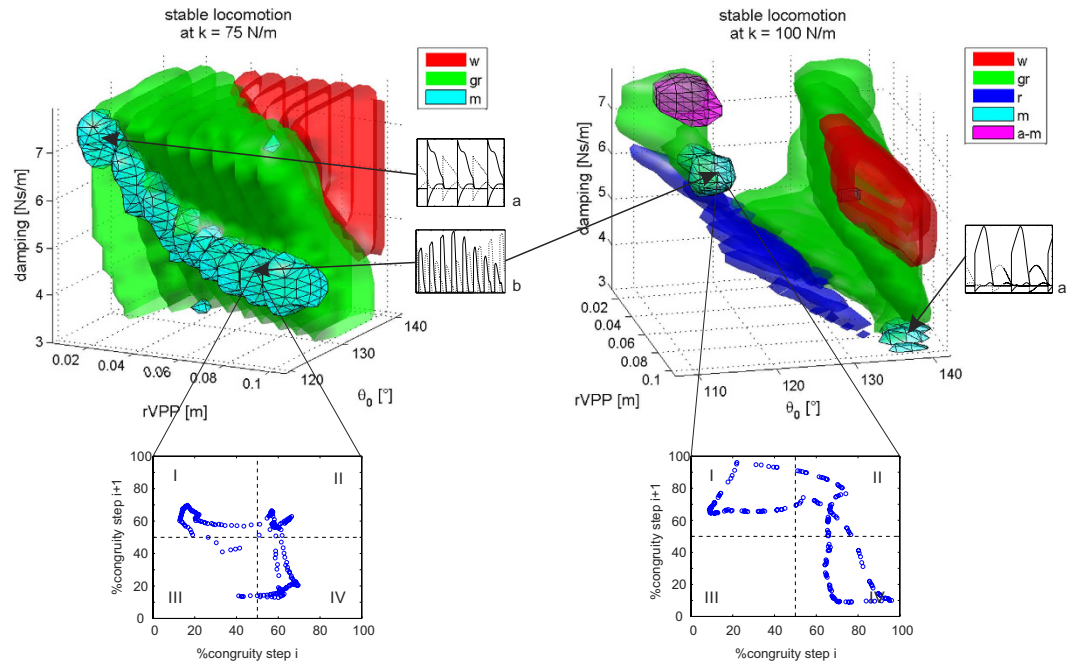 stable locomotion
at k = 75 N/m
w
gr
m
damping [Ns/m]
7
6
5
4
3
0.02
0.04
0.06
0.08
0.1
120
130
140
rVPP [m]
θ0 [°]
a
b
stable locomotion
at k = 100 N/m
w
gr
r
m
a-m
damping [Ns/m]
7
6
5
4
3
0.02
0.04
0.06
0.08
0.1
110
120
130
140
rVPP [m]
θ0 [°]
a
%congruity step i+1
100
80
60
40
20
0
I
II
III
IV
0 20 40 60 80 100
%congruity step i
%congruity step i+1
100
80
60
40
20
0
I
II
III
IV
0 20 40 60 80 100
%congruity step i